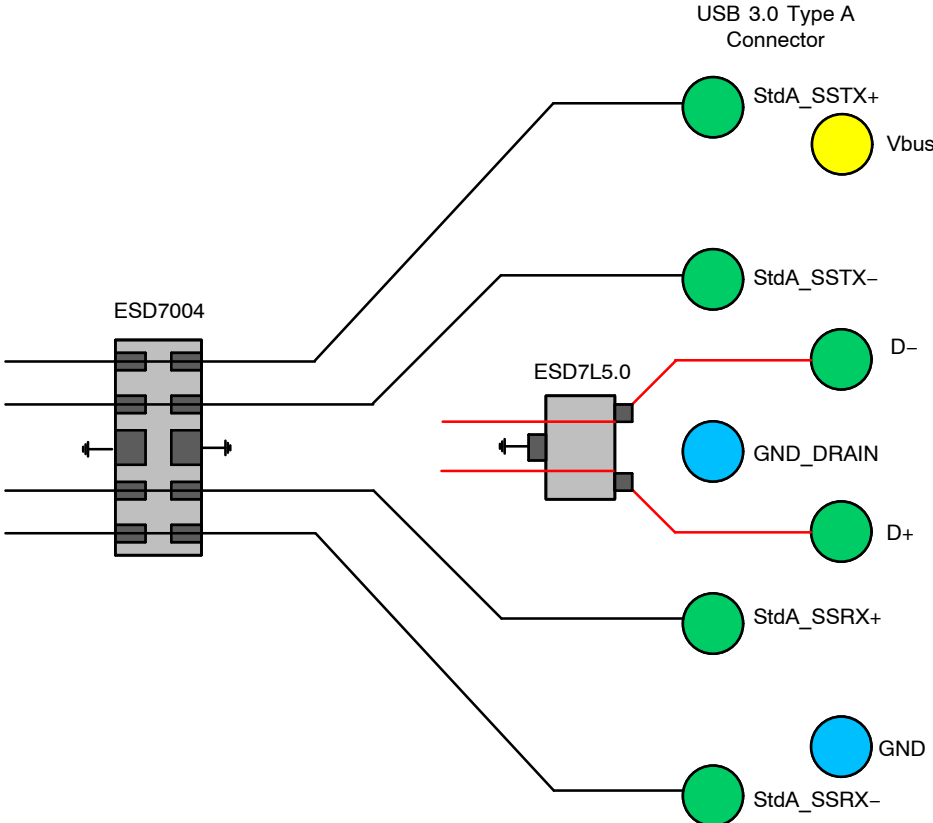 USB 3.0 Type A
Connector
StdA_SSTX+
Vbus
StdA_SSTX−
ESD7004
D−
ESD7L5.0
GND_DRAIN
D+
StdA_SSRX+
GND
StdA_SSRX−